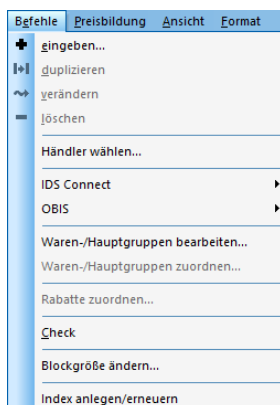 Befehle Preisbildung Ansicht Format
eingeben...
duplizieren
verändern
löschen
Händler wählen...
IDS Connect
OBIS
Waren-/Hauptgruppen bearbeiten...
Waren-/Hauptgruppen zuordnen...
Rabatte zuordnen...
Check
Blockgröße ändern...
Index anlegen/erneuern